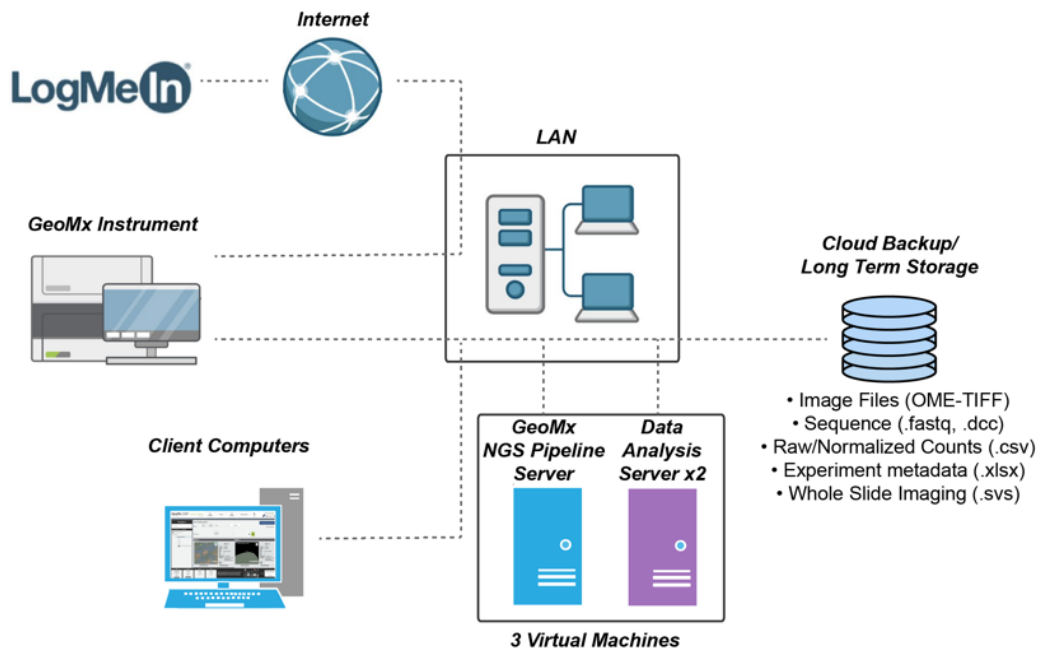 Internet
LogMeIn®
LAN
GeoMx Instrument
Cloud Backup/
Long Term Storage
• Image Files (OME-TIFF)
• Sequence (.fastq, .dcc)
• Raw/Normalized Counts (.csv)
• Experiment metadata (.xlsx)
• Whole Slide Imaging (.svs)
Client Computers
GeoMx
NGS Pipeline
Server
Data
Analysis
Server x2
3 Virtual Machines